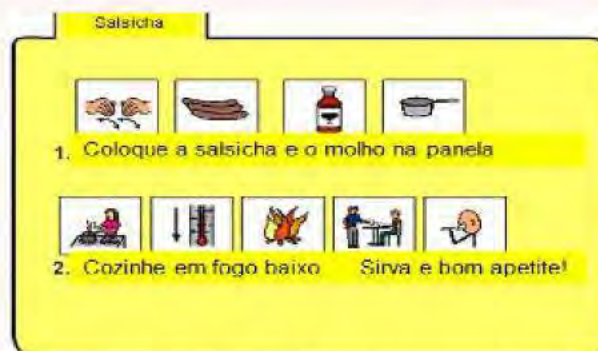 Salsicha
1. Coloque a salsicha e o molho na panela
2. Cozinhe em fogo baixo Sirva e bom apetite!